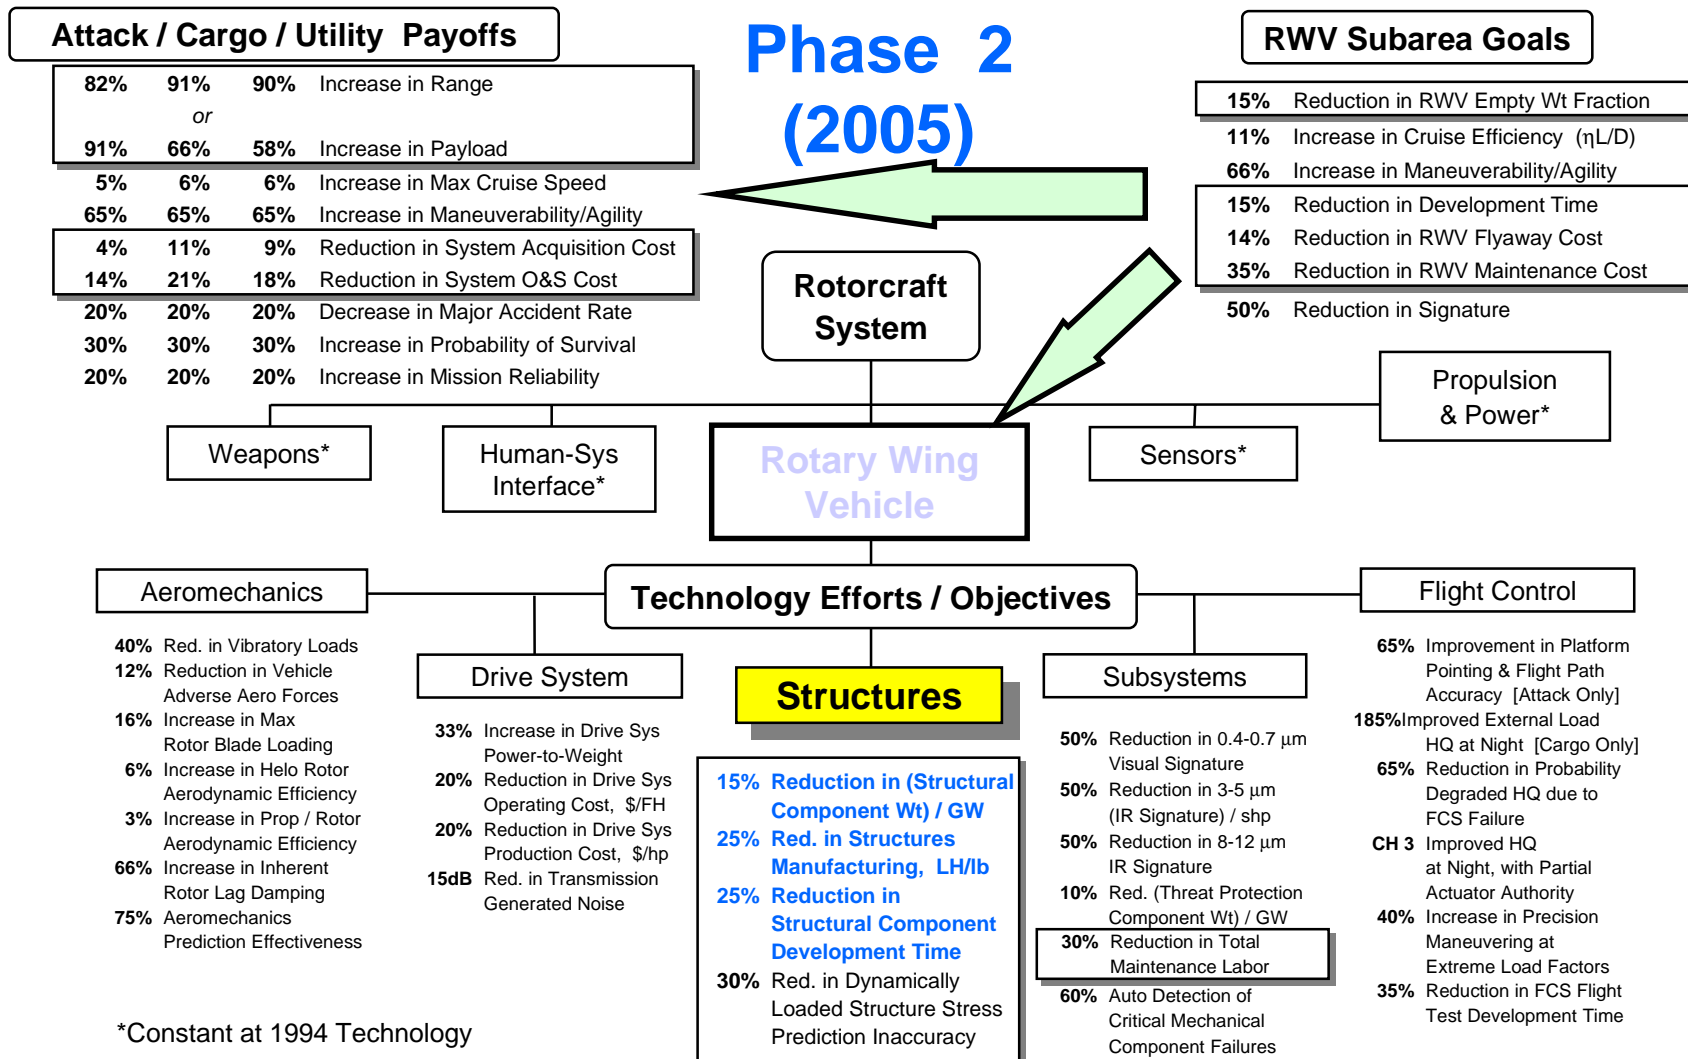 Attack / Cargo / Utility Payoffs
82% 91% 90% Increase in Range
or
91% 66% 58% Increase in Payload
5% 6% 6% Increase in Max Cruise Speed
65% 65% 65% Increase in Maneuverability/Agility
4% 11% 9% Reduction in System Acquisition Cost
14% 21% 18% Reduction in System O&S Cost
20% 20% 20% Decrease in Major Accident Rate
30% 30% 30% Increase in Probability of Survival
20% 20% 20% Increase in Mission Reliability
Phase 2
(2005)
RWV Subarea Goals
15% Reduction in RWV Empty Wt Fraction
11% Increase in Cruise Efficiency (ηL/D)
66% Increase in Maneuverability/Agility
15% Reduction in Development Time
14% Reduction in RWV Flyaway Cost
35% Reduction in RWV Maintenance Cost
50% Reduction in Signature
Rotorcraft
System
Weapons*
Human-Sys
Interface*
Rotary Wing
Vehicle
Sensors*
Propulsion
& Power*
Technology Efforts / Objectives
Aeromechanics
40% Red. in Vibratory Loads
12% Reduction in Vehicle
Adverse Aero Forces
16% Increase in Max
Rotor Blade Loading
6% Increase in Helo Rotor
Aerodynamic Efficiency
3% Increase in Prop / Rotor
Aerodynamic Efficiency
66% Increase in Inherent
Rotor Lag Damping
75% Aeromechanics
Prediction Effectiveness
Drive System
33% Increase in Drive Sys
Power-to-Weight
20% Reduction in Drive Sys
Operating Cost, $/FH
20% Reduction in Drive Sys
Production Cost, $/hp
15dB Red. in Transmission
Generated Noise
Structures
15% Reduction in (Structural
Component Wt) / GW
25% Red. in Structures
Manufacturing, LH/lb
25% Reduction in
Structural Component
Development Time
30% Red. in Dynamically
Loaded Structure Stress
Prediction Inaccuracy
Subsystems
50% Reduction in 0.4-0.7 µm
Visual Signature
50% Reduction in 3-5 µm
(IR Signature) / shp
50% Reduction in 8-12 µm
IR Signature
10% Red. (Threat Protection
Component Wt) / GW
30% Reduction in Total
Maintenance Labor
60% Auto Detection of
Critical Mechanical
Component Failures
Flight Control
65% Improvement in Platform
Pointing & Flight Path
Accuracy [Attack Only]
185%Improved External Load
HQ at Night [Cargo Only]
65% Reduction in Probability
Degraded HQ due to
FCS Failure
CH 3 Improved HQ
at Night, with Partial
Actuator Authority
40% Increase in Precision
Maneuvering at
Extreme Load Factors
35% Reduction in FCS Flight
Test Development Time
*Constant at 1994 Technology